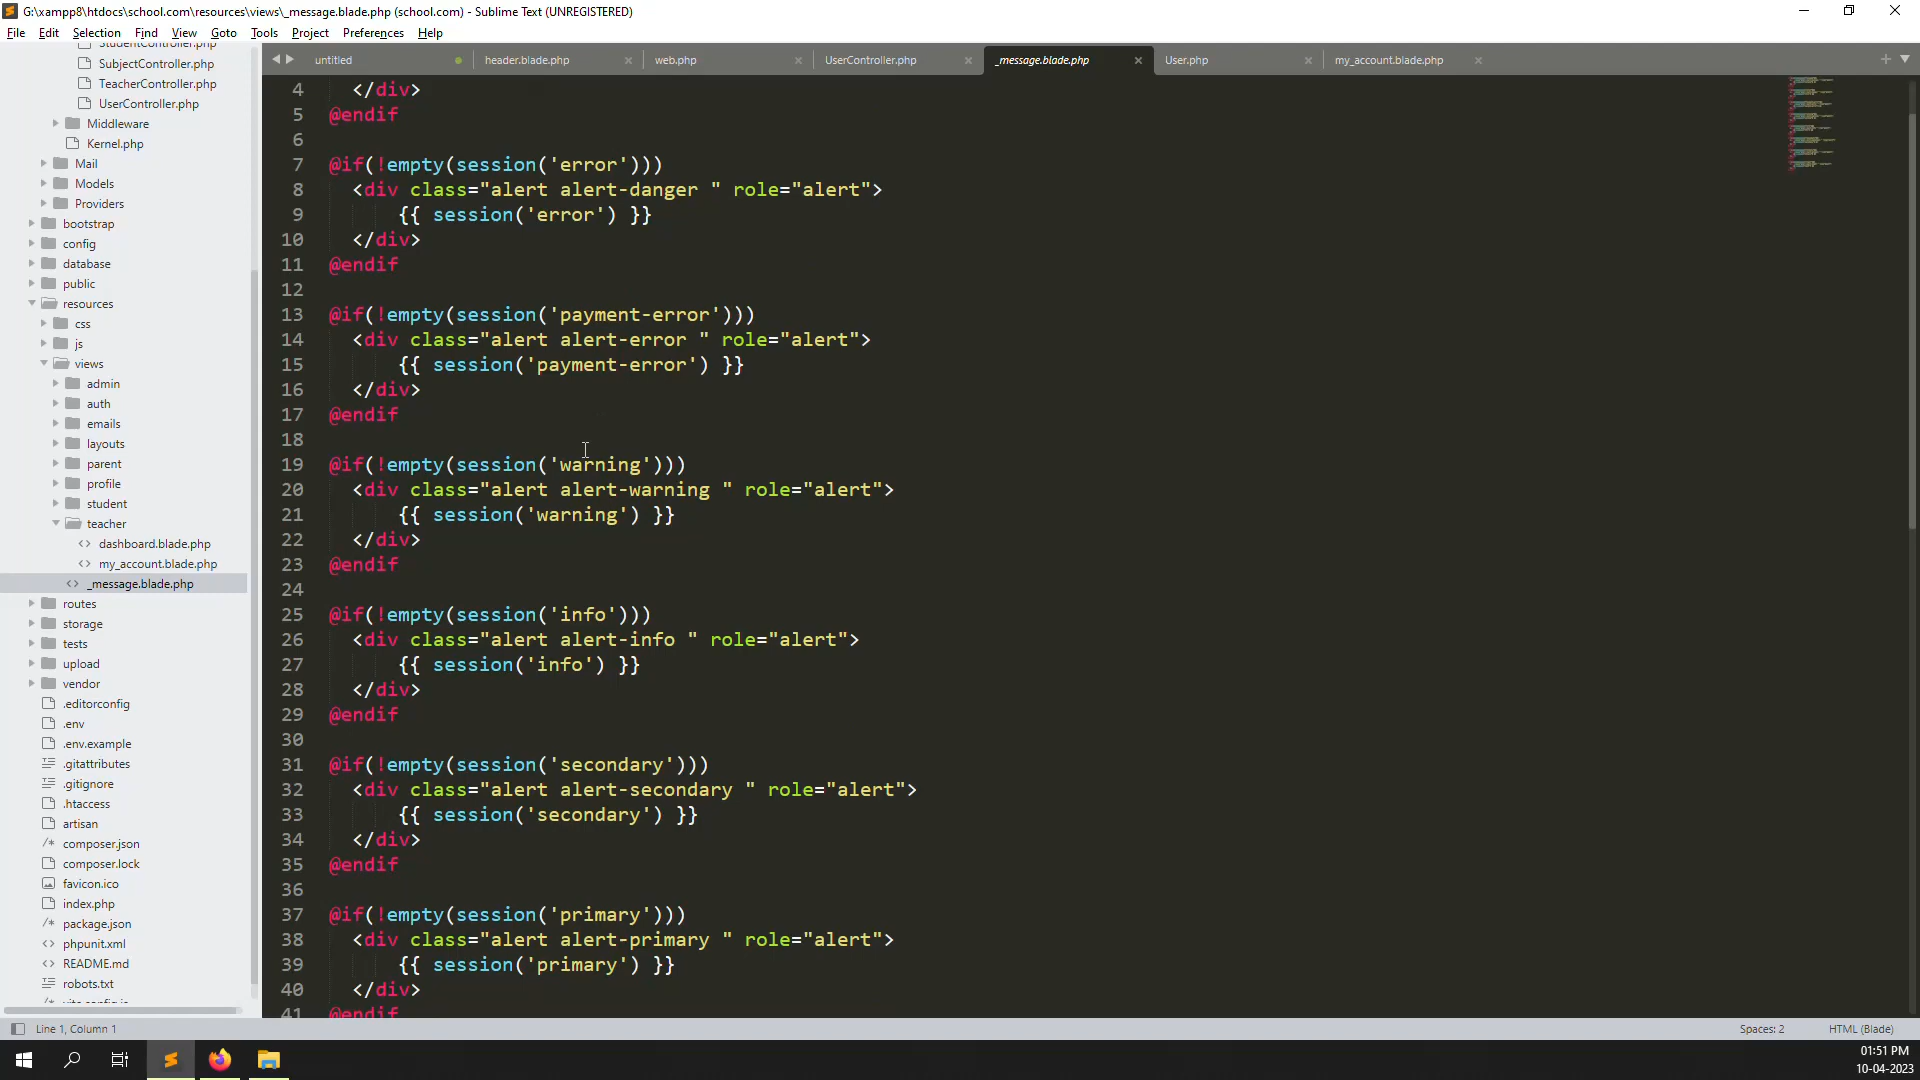 G:\xampp8\htdocs\school.com\resources\views\_message.blade.php (school.com) - Sublime Text (UNREGISTERED)
File Edit Selection Find View Goto Tools Project Preferences Help
StudentController.php
SubjectController.php
TeacherController.php
UserController.php
Middleware
Kernel.php
Mail
Models
Providers
bootstrap
config
database
public
resources
css
js
views
admin
auth
emails
layouts
parent
profile
student
teacher
dashboard.blade.php
my_account.blade.php
_message.blade.php
routes
storage
tests
upload
vendor
.editorconfig
.env
.env.example
.gitattributes
.gitignore
.htaccess
artisan
composer.json
composer.lock
favicon.ico
index.php
package.json
phpunit.xml
README.md
robots.txt
untitled header.blade.php web.php UserController.php _message.blade.php User.php my_account.blade.php
4 </div>
5 @endif
6
7 @if(!empty(session('error')))
8 <div class="alert alert-danger " role="alert">
9 {{ session('error') }}
10 </div>
11 @endif
12
13 @if(!empty(session('payment-error')))
14 <div class="alert alert-error " role="alert">
15 {{ session('payment-error') }}
16 </div>
17 @endif
18
19 @if(!empty(session('warning')))
20 <div class="alert alert-warning " role="alert">
21 {{ session('warning') }}
22 </div>
23 @endif
24
25 @if(!empty(session('info')))
26 <div class="alert alert-info " role="alert">
27 {{ session('info') }}
28 </div>
29 @endif
30
31 @if(!empty(session('secondary')))
32 <div class="alert alert-secondary " role="alert">
33 {{ session('secondary') }}
34 </div>
35 @endif
36
37 @if(!empty(session('primary')))
38 <div class="alert alert-primary " role="alert">
39 {{ session('primary') }}
40 </div>
41 @endif
Line 1, Column 1 Spaces: 2 HTML (Blade)
01:51 PM
10-04-2023